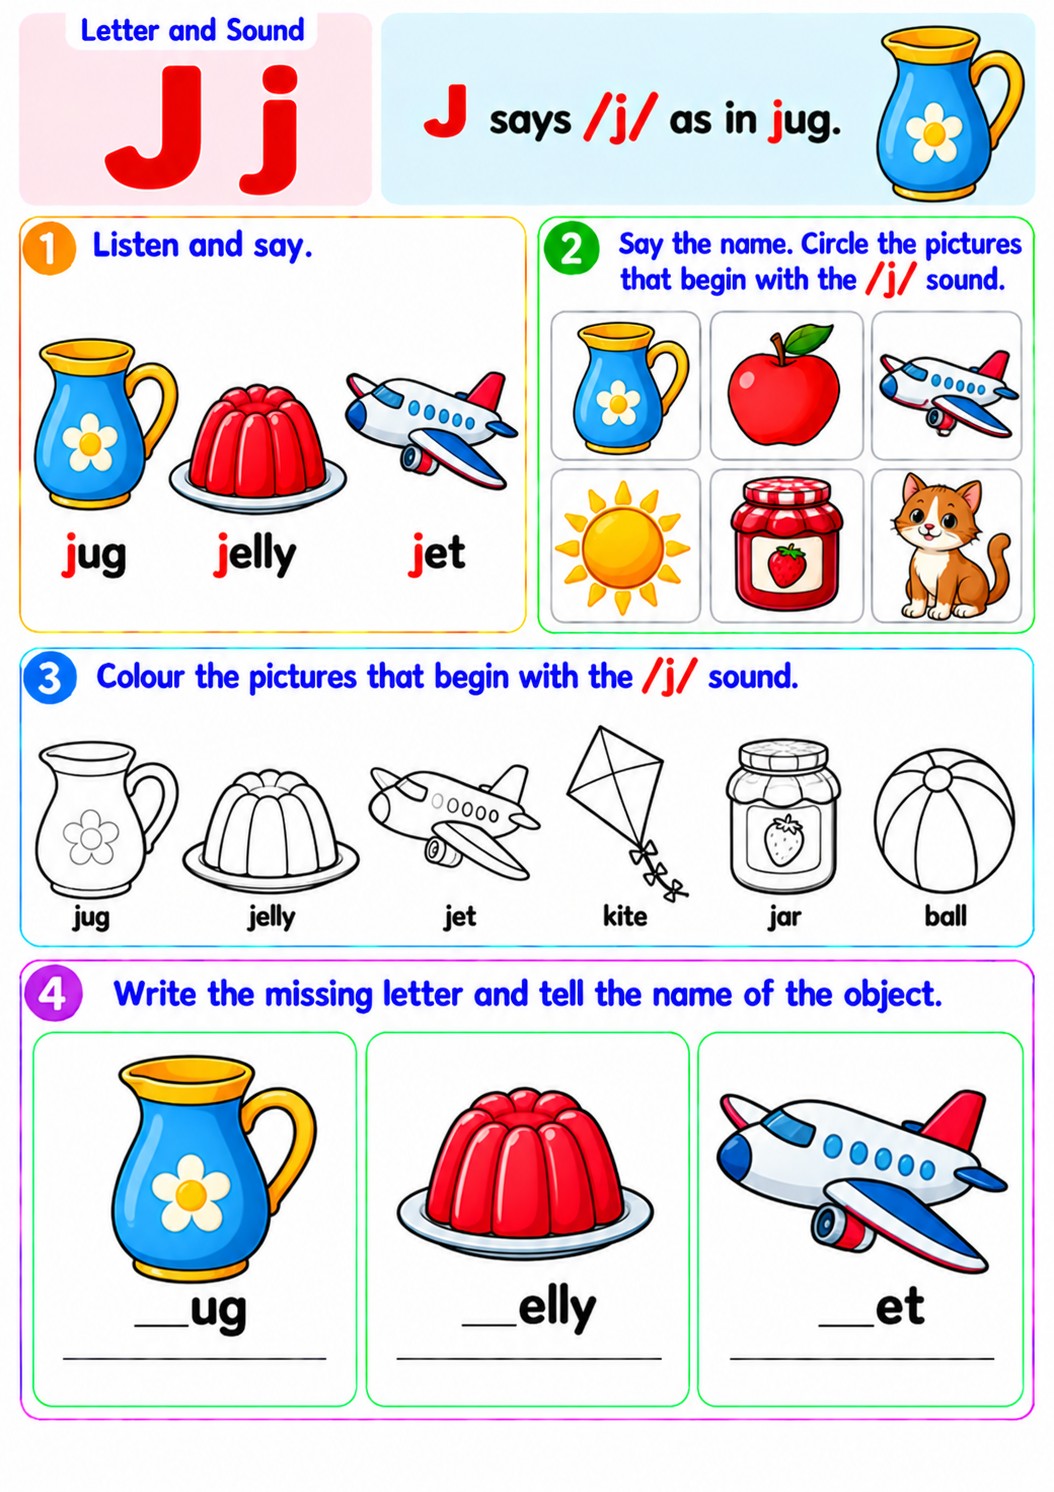 Letter and Sound
J j
J says /j/ as in jug.
1 Listen and say.
jug jelly jet
2 Say the name. Circle the pictures
that begin with the /j/ sound.
3 Colour the pictures that begin with the /j/ sound.
jug jelly jet kite jar ball
4 Write the missing letter and tell the name of the object.
__ug __elly __et